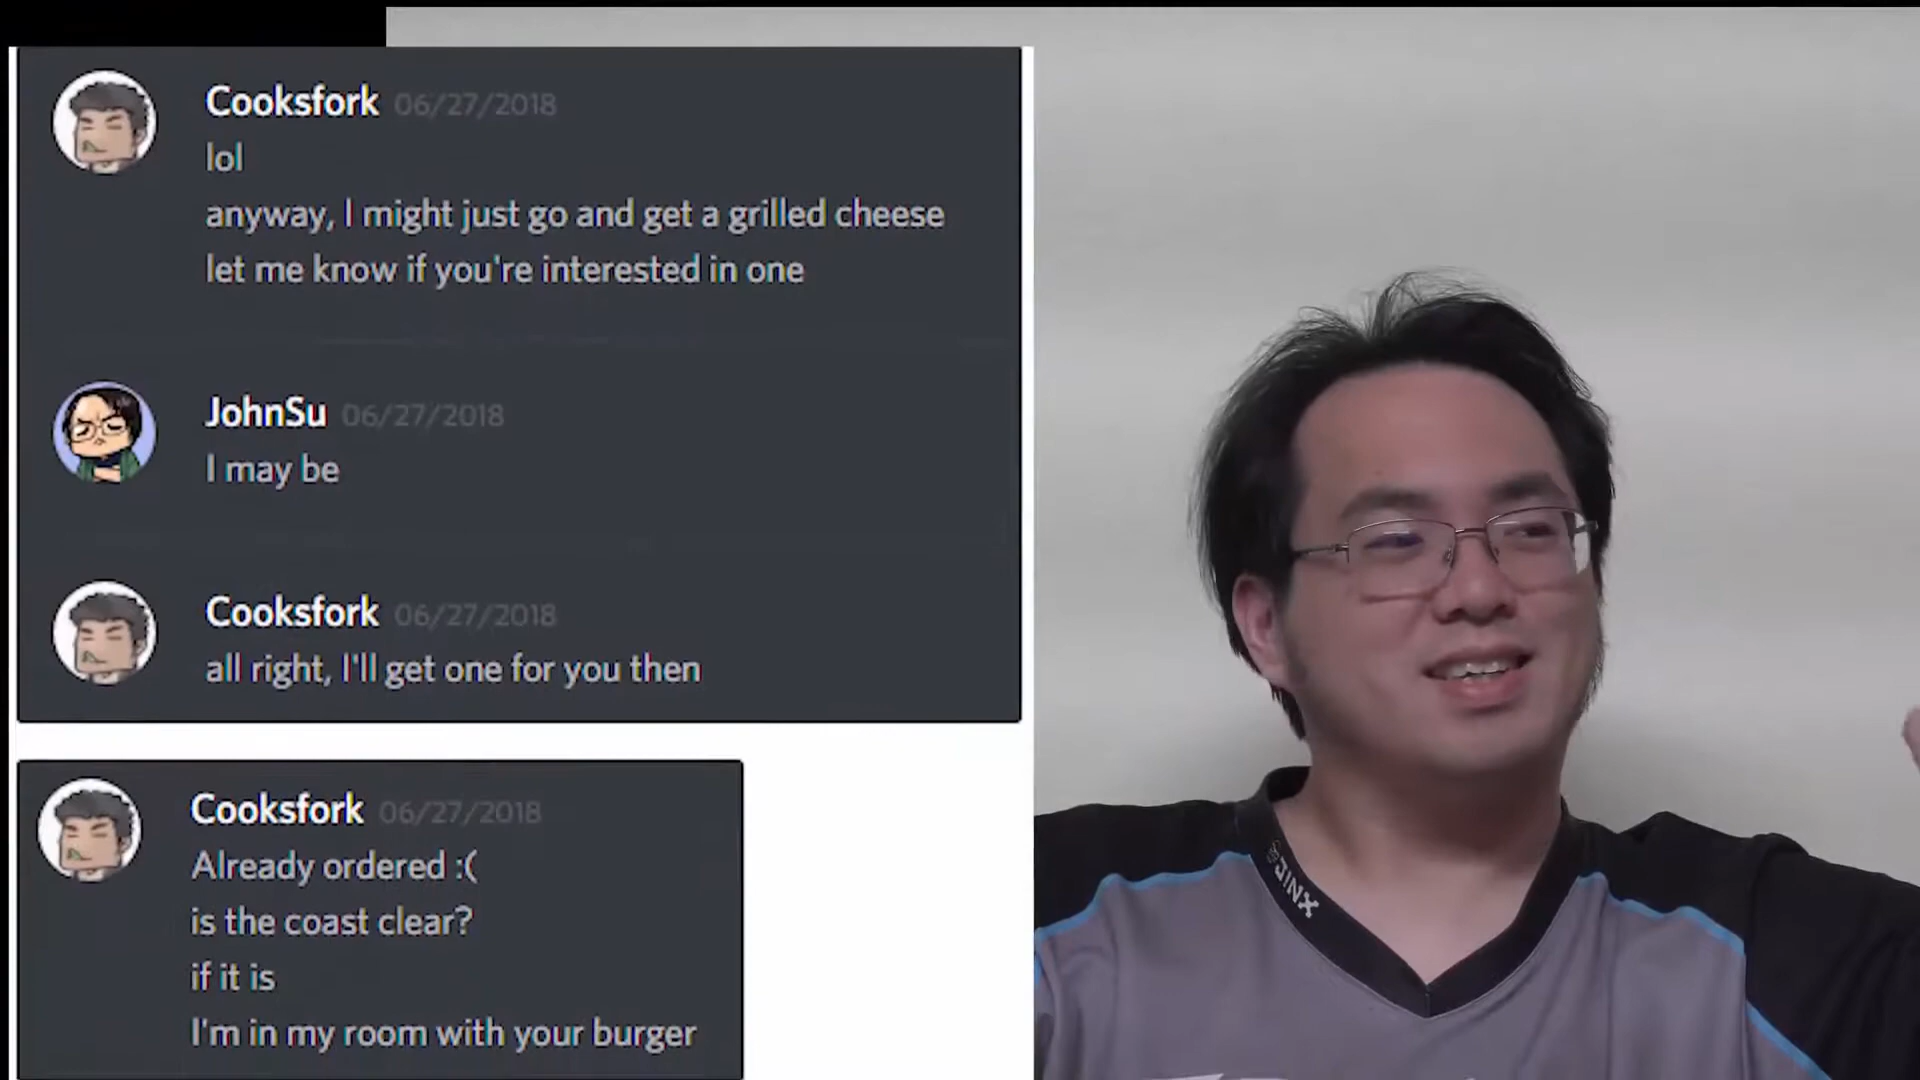 Cooksfork 06/27/2018
lol
anyway, I might just go and get a grilled cheese
let me know if you're interested in one
JohnSu 06/27/2018
I may be
Cooksfork 06/27/2018
all right, I'll get one for you then
Cooksfork 06/27/2018
Already ordered :(
is the coast clear?
if it is
I'm in my room with your burger
JINX